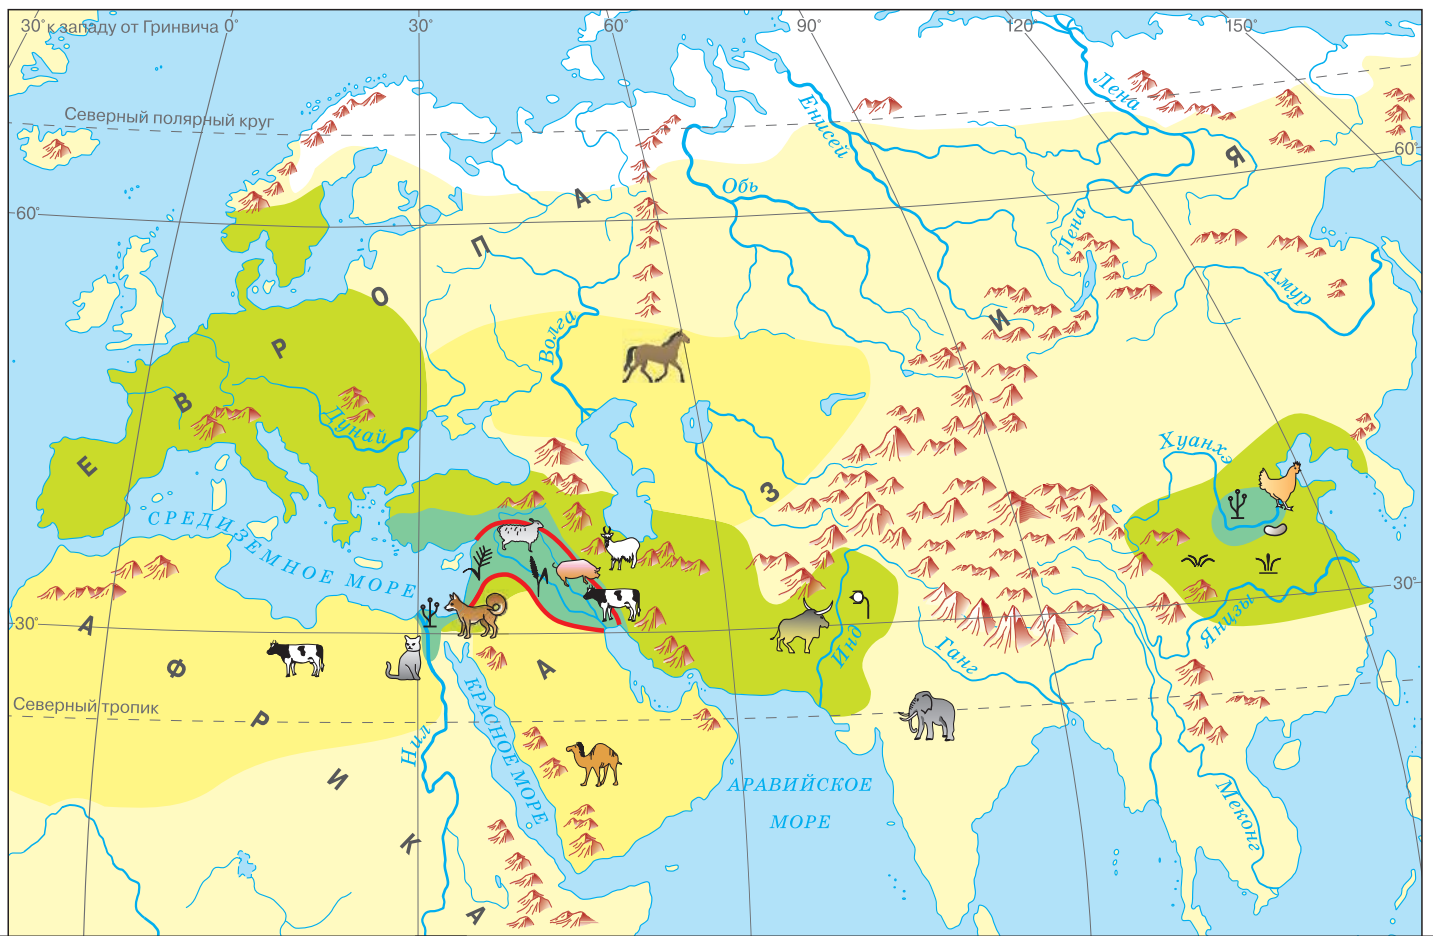 30° к западу от Гринвича 0° 30° 60° 90° 120° 150°
Северный полярный круг
Лена
Енисей
60°
Обь
Я
А
60°
П
Лена
О
И
Амур
Волга
Р
В
Дунай
Е
Хуанхэ
З
СРЕДИЗЕМНОЕ МОРЕ
30°
30°
А
Янцзы
Инд
Ганг
Ф
А
КРАСНОЕ МОРЕ
Северный тропик
Р
Нил
И
АРАВИЙСКОЕ
МОРЕ
Меконг
К
А